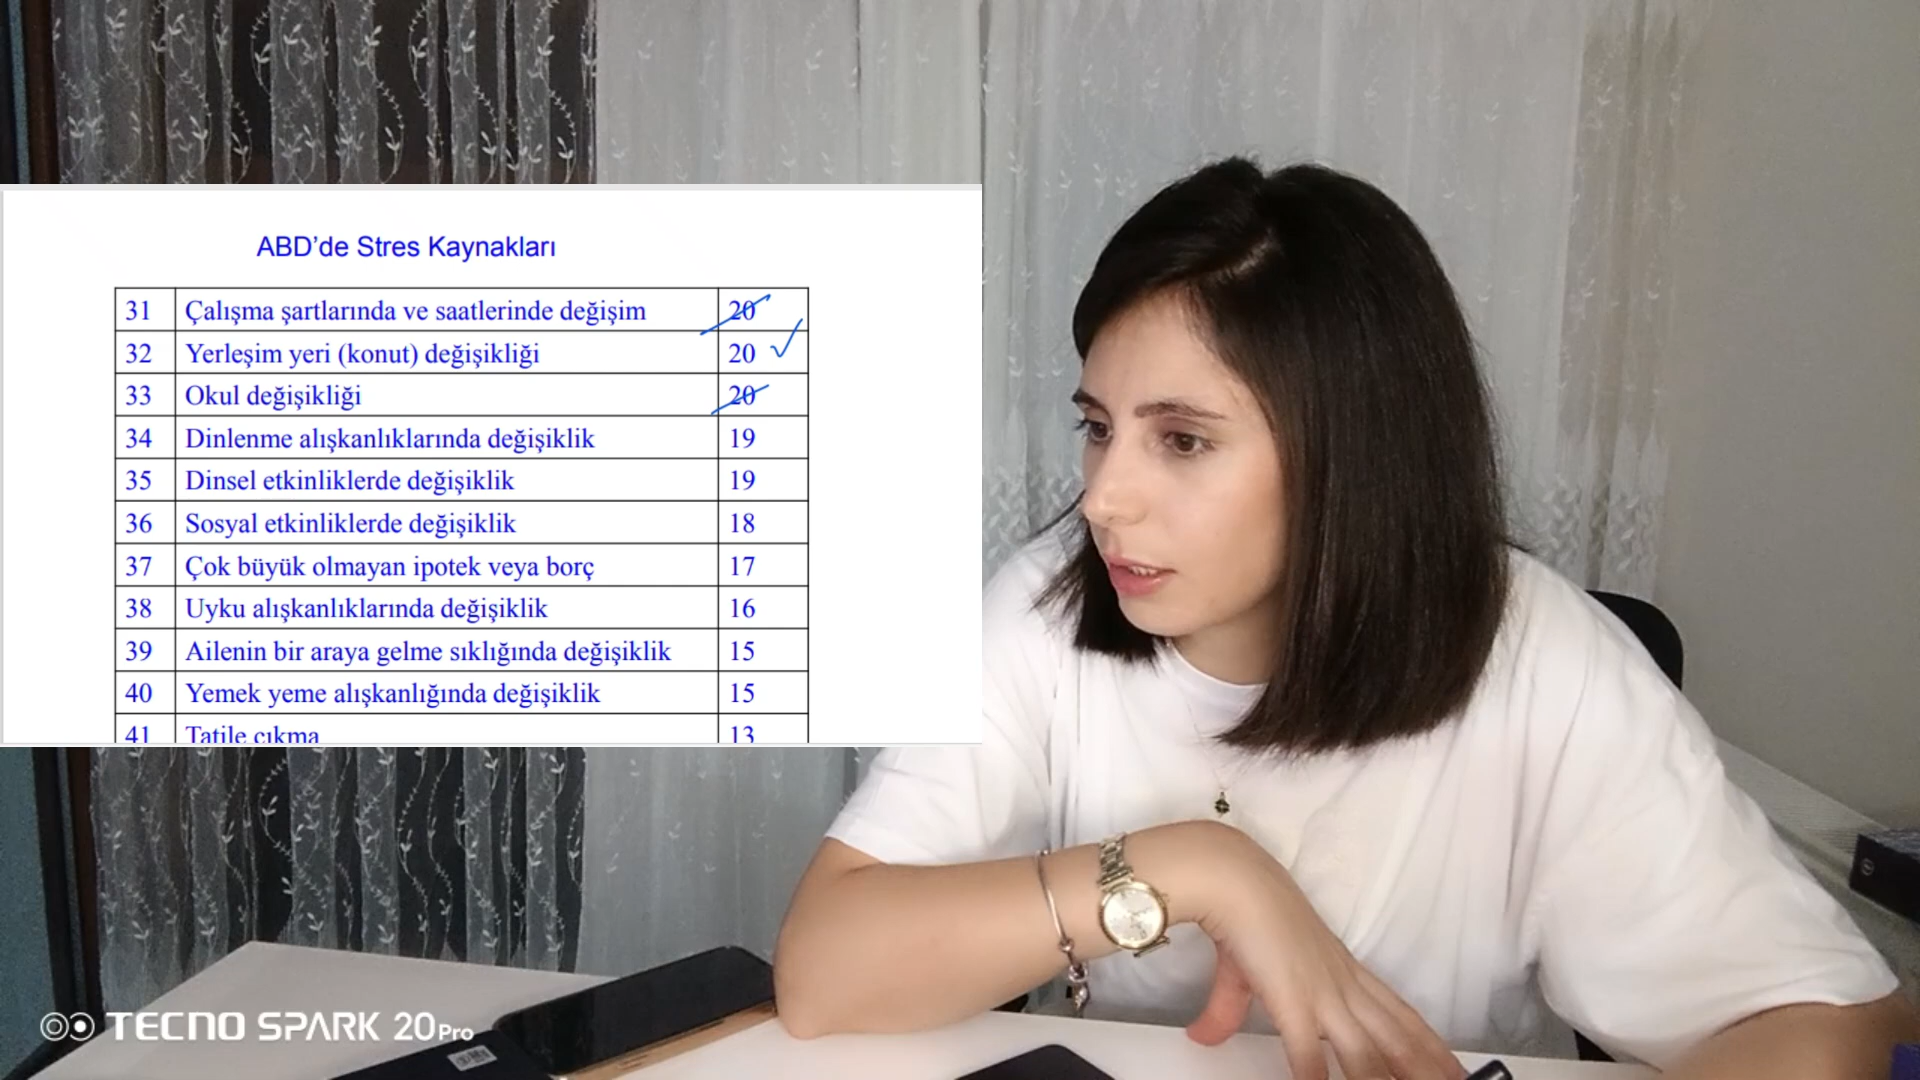 ABD'de Stres Kaynakları
31 Çalışma şartlarında ve saatlerinde değişim 20
32 Yerleşim yeri (konut) değişikliği 20
33 Okul değişikliği 20
34 Dinlenme alışkanlıklarında değişiklik 19
35 Dinsel etkinliklerde değişiklik 19
36 Sosyal etkinliklerde değişiklik 18
37 Çok büyük olmayan ipotek veya borç 17
38 Uyku alışkanlıklarında değişiklik 16
39 Ailenin bir araya gelme sıklığında değişiklik 15
40 Yemek yeme alışkanlığında değişiklik 15
41 Tatile çıkma 13
TECNO SPARK 20 Pro